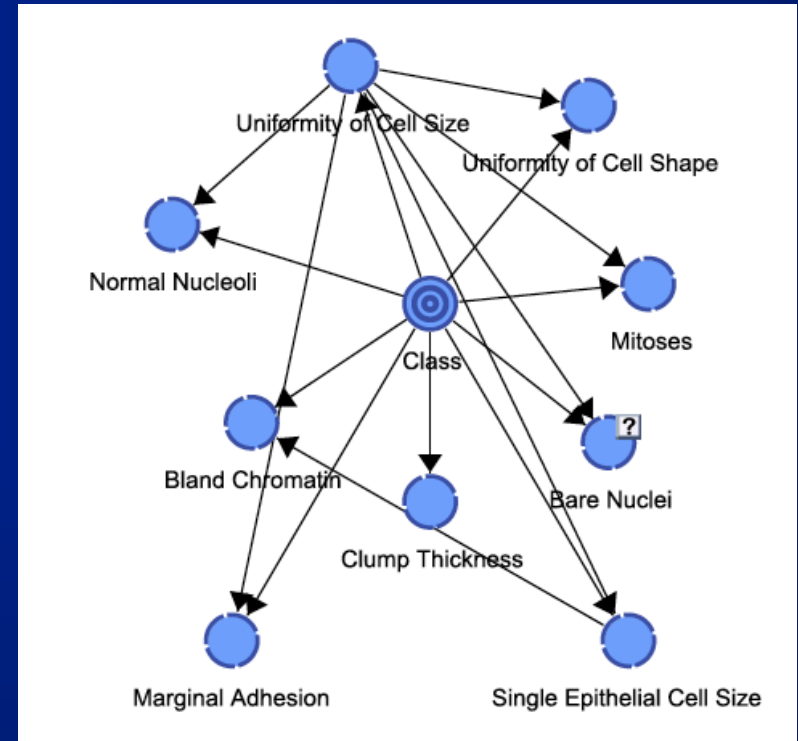 Uniformity of Cell Size
Uniformity of Cell Shape
Normal Nucleoli
Mitoses
Class
?
Bland Chromatin
Bare Nuclei
Clump Thickness
Marginal Adhesion
Single Epithelial Cell Size